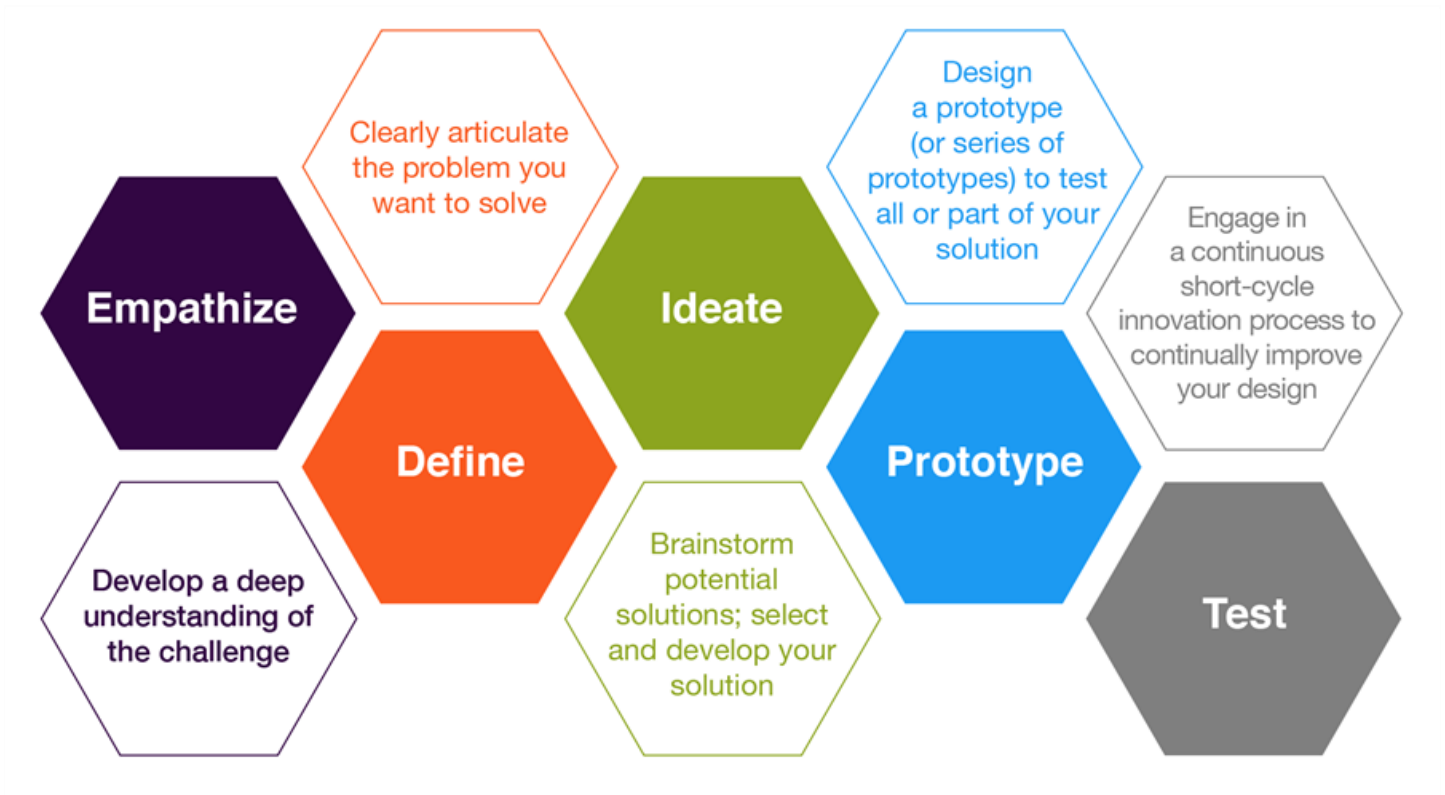 Empathize
Develop a deep
understanding of
the challenge
Clearly articulate
the problem you
want to solve
Define
Ideate
Brainstorm
potential
solutions; select
and develop your
solution
Design
a prototype
(or series of
prototypes) to test
all or part of your
solution
Prototype
Engage in
a continuous
short-cycle
innovation process to
continually improve
your design
Test